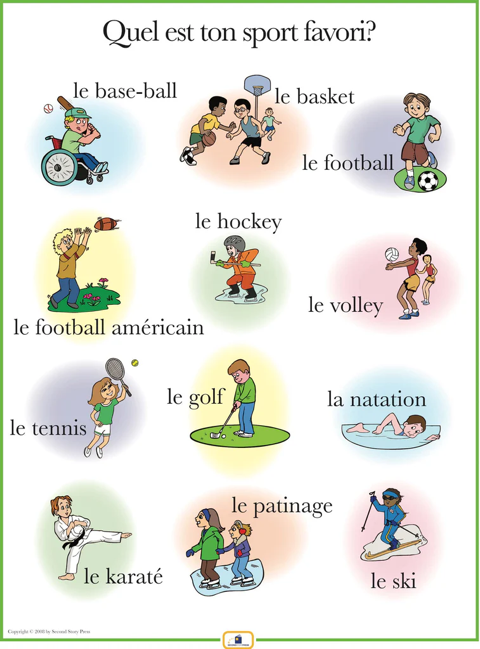 Quel est ton sport favori?
le base-ball
le basket
le football
le hockey
le volley
le football américain
le golf
la natation
le tennis
le patinage
le karaté
le ski
Copyright © 2008 by Second Story Press